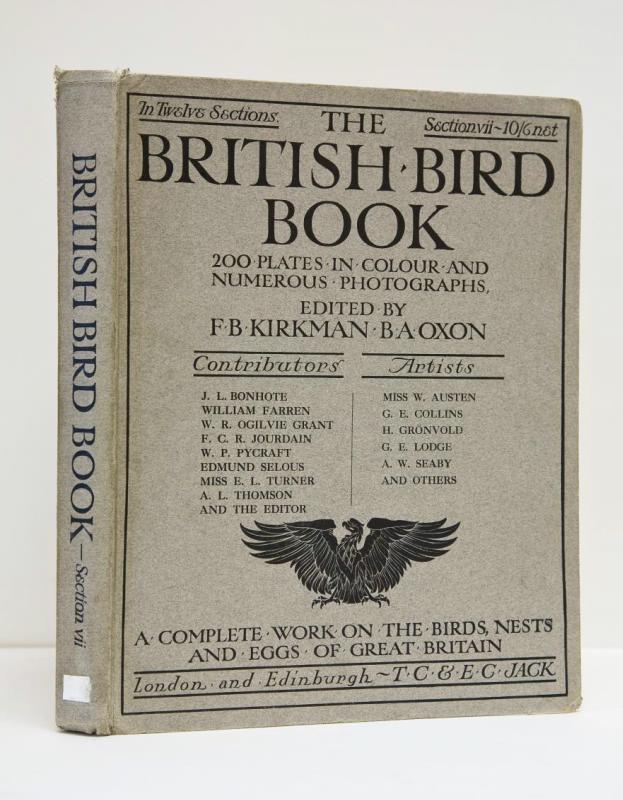 BRITISH BIRD BOOK – Section vii
In Twelve Sections.
Section vii ~ 10/6 net
THE
BRITISH · BIRD
BOOK
200 · PLATES · IN · COLOUR · AND
NUMEROUS · PHOTOGRAPHS,
EDITED · BY
F · B · KIRKMAN · B · A · OXON
Contributors
J. L. BONHOTE
WILLIAM FARREN
W. R. OGILVIE GRANT
F. C. R. JOURDAIN
W. P. PYCRAFT
EDMUND SELOUS
MISS E. L. TURNER
A. L. THOMSON
AND THE EDITOR
Artists
MISS W. AUSTEN
G. E. COLLINS
H. GRÖNVOLD
G. E. LODGE
A. W. SEABY
AND OTHERS
A · COMPLETE · WORK · ON · THE · BIRDS, NESTS
AND · EGGS · OF · GREAT · BRITAIN
London · and · Edinburgh ~ T · C · & · E · C · JACK